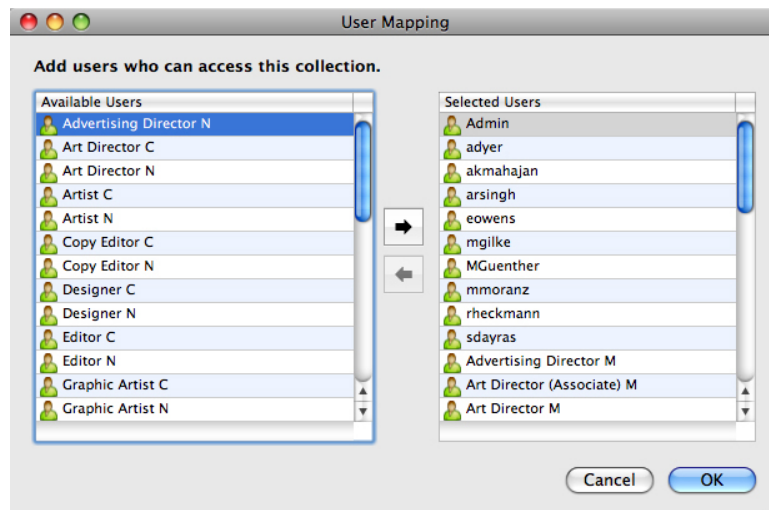 User Mapping
Add users who can access this collection.
Available Users
Advertising Director N
Art Director C
Art Director N
Artist C
Artist N
Copy Editor C
Copy Editor N
Designer C
Designer N
Editor C
Editor N
Graphic Artist C
Graphic Artist N
Selected Users
Admin
adyer
akmahajan
arsingh
eowens
mgilke
MGuenther
mmoranz
rheckmann
sdayras
Advertising Director M
Art Director (Associate) M
Art Director M
Cancel
OK